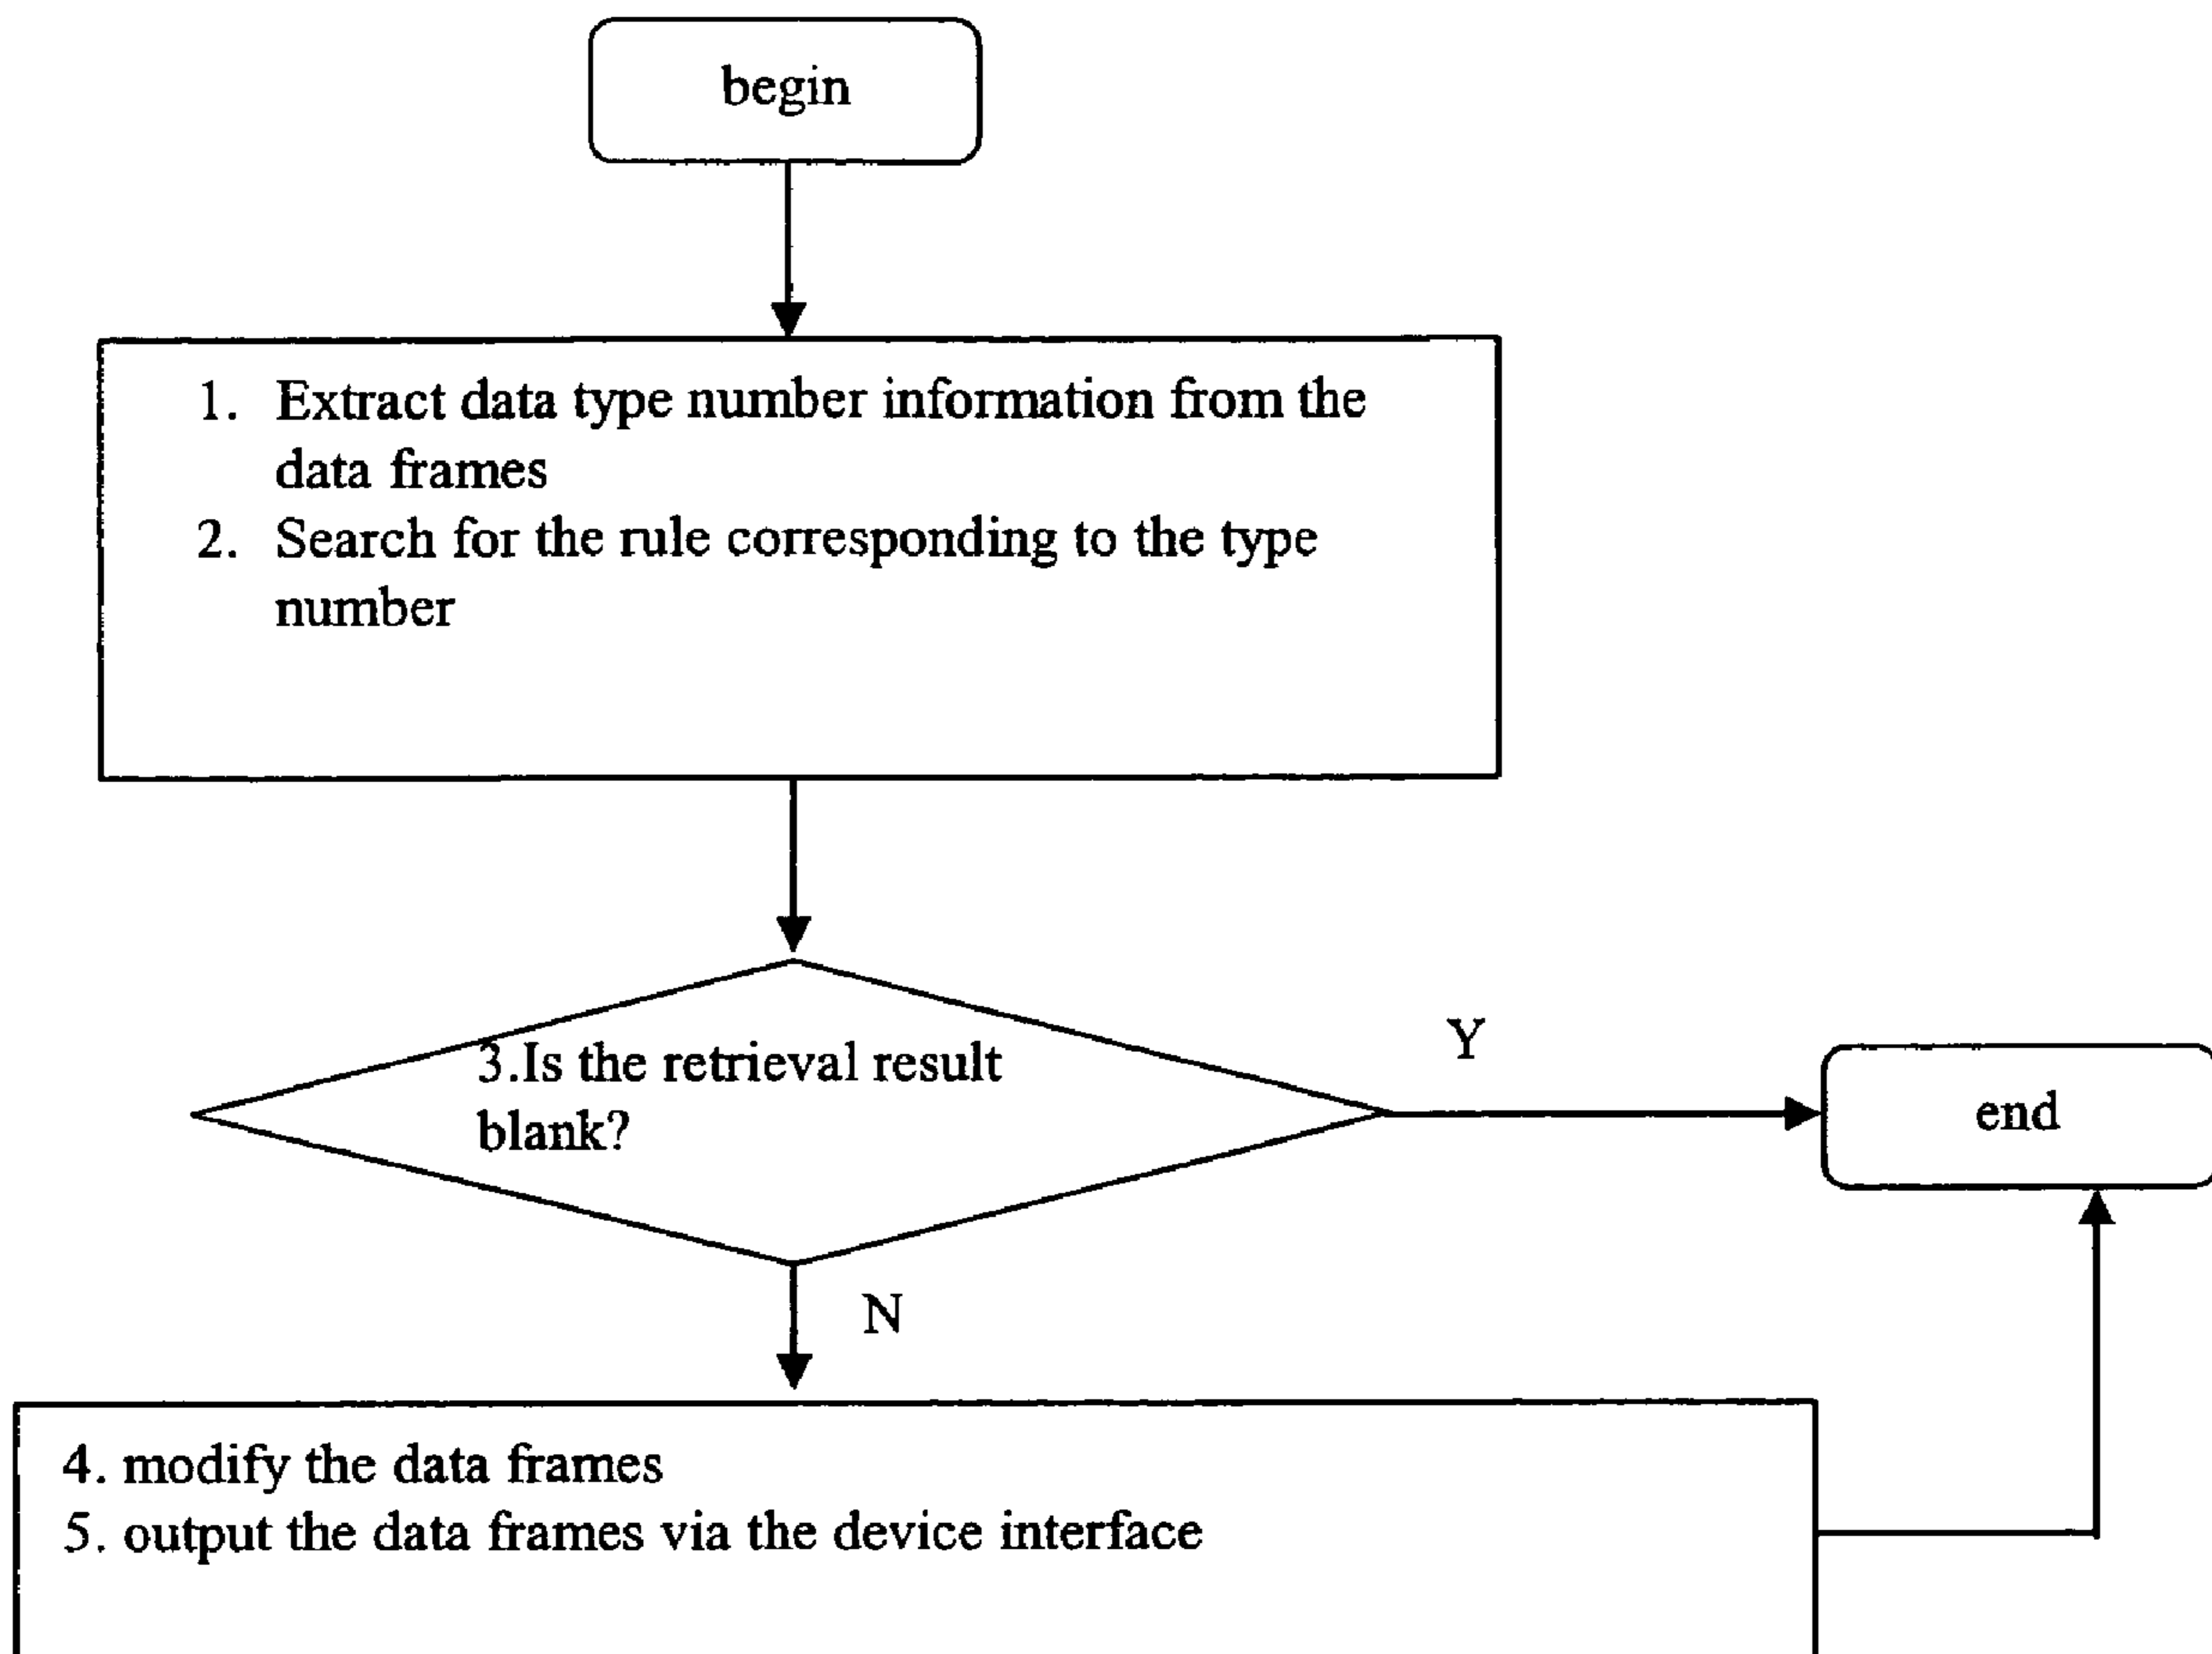 begin
1. Extract data type number information from the
data frames
2. Search for the rule corresponding to the type
number
3.Is the retrieval result
blank?
Y
end
N
4. modify the data frames
5. output the data frames via the device interface